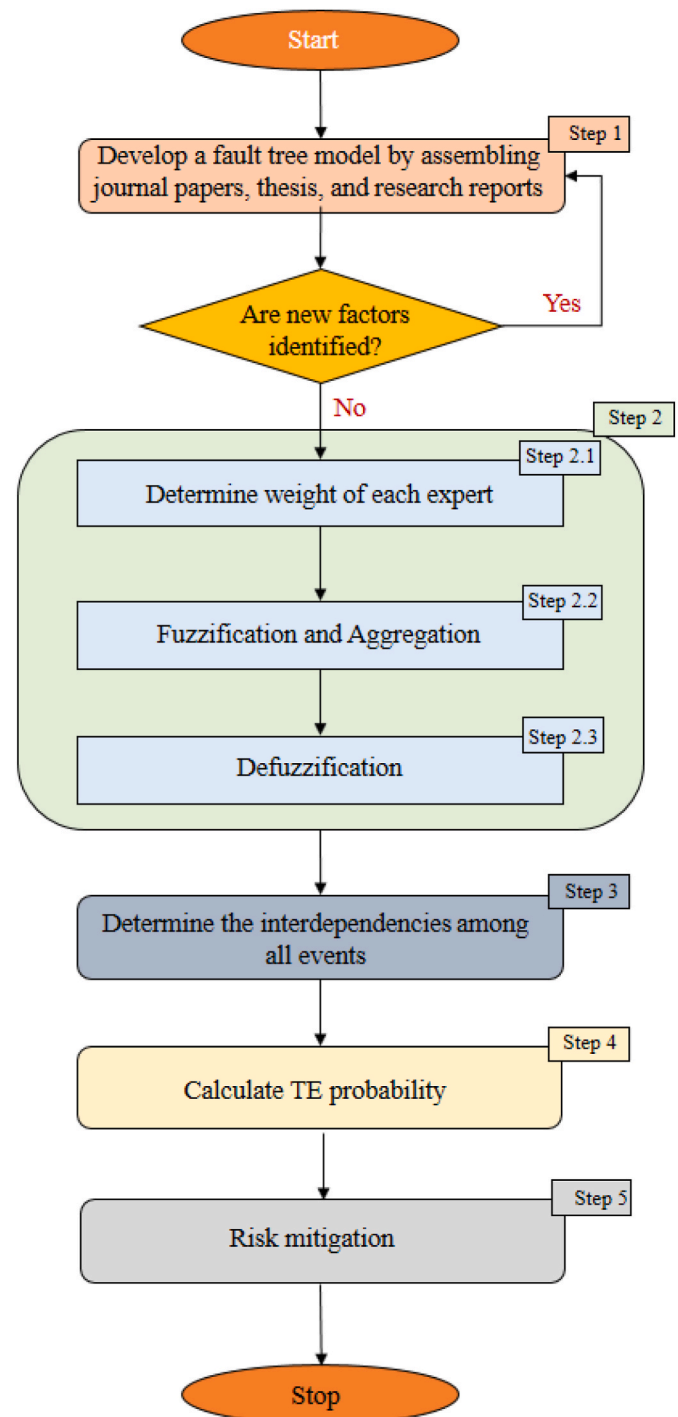 Start
Step 1
Develop a fault tree model by assembling
journal papers, thesis, and research reports
Are new factors
identified?
Yes
No
Step 2
Step 2.1
Determine weight of each expert
Step 2.2
Fuzzification and Aggregation
Step 2.3
Defuzzification
Step 3
Determine the interdependencies among
all events
Step 4
Calculate TE probability
Step 5
Risk mitigation
Stop